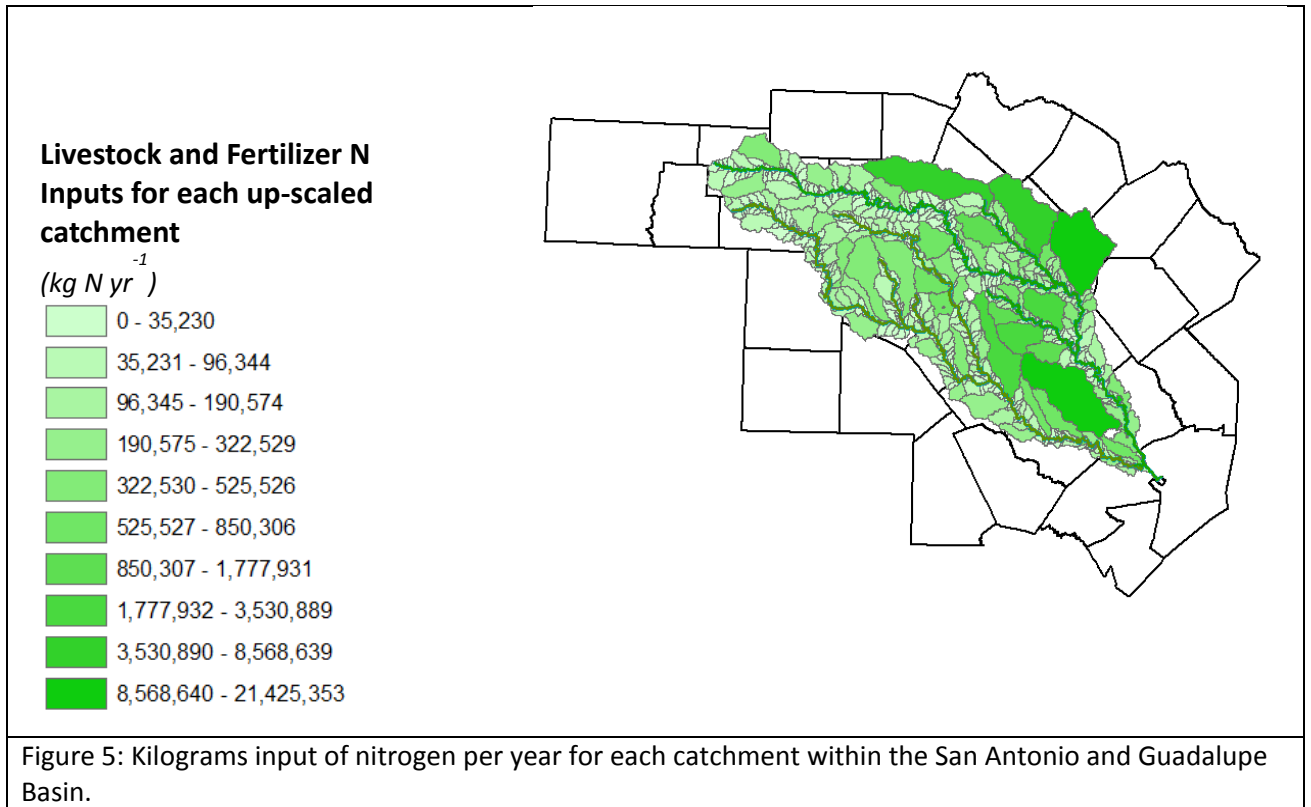 Livestock and Fertilizer N
Inputs for each up-scaled
catchment
(kg N yr⁻¹)
0 - 35,230
35,231 - 96,344
96,345 - 190,574
190,575 - 322,529
322,530 - 525,526
525,527 - 850,306
850,307 - 1,777,931
1,777,932 - 3,530,889
3,530,890 - 8,568,639
8,568,640 - 21,425,353
Figure 5: Kilograms input of nitrogen per year for each catchment within the San Antonio and Guadalupe
Basin.